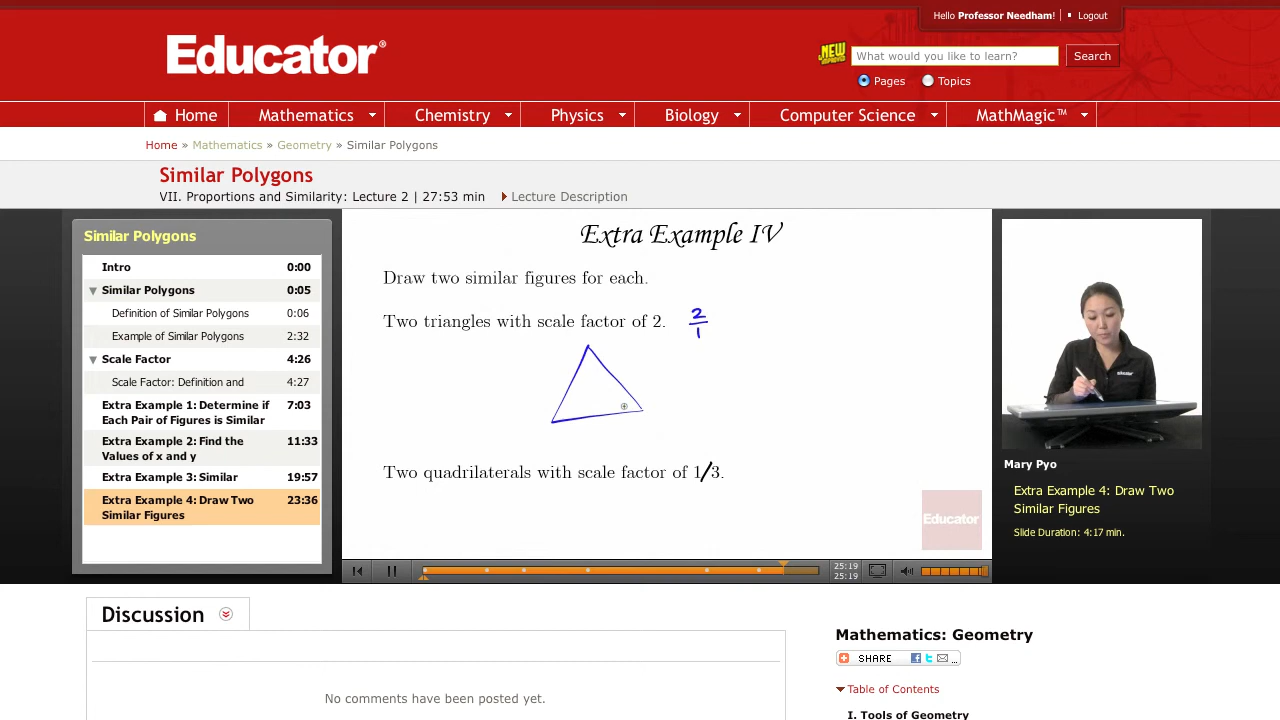 Hello Professor Needham! Logout
Educator®
NEW
What would you like to learn? Search
Pages Topics
Home Mathematics Chemistry Physics Biology Computer Science MathMagic™
Home » Mathematics » Geometry » Similar Polygons
Similar Polygons
VII. Proportions and Similarity: Lecture 2 | 27:53 min Lecture Description
Similar Polygons
Intro 0:00
Similar Polygons 0:05
Definition of Similar Polygons 0:06
Example of Similar Polygons 2:32
Scale Factor 4:26
Scale Factor: Definition and 4:27
Extra Example 1: Determine if 7:03
Each Pair of Figures is Similar
Extra Example 2: Find the 11:33
Values of x and y
Extra Example 3: Similar 19:57
Extra Example 4: Draw Two 23:36
Similar Figures
Extra Example IV
Draw two similar figures for each.
Two triangles with scale factor of 2. 2/1
Two quadrilaterals with scale factor of 1/3.
Educator
25:19
25:19
Mary Pyo
Extra Example 4: Draw Two
Similar Figures
Slide Duration: 4:17 min.
Discussion
No comments have been posted yet.
Mathematics: Geometry
SHARE ...
Table of Contents
I. Tools of Geometry